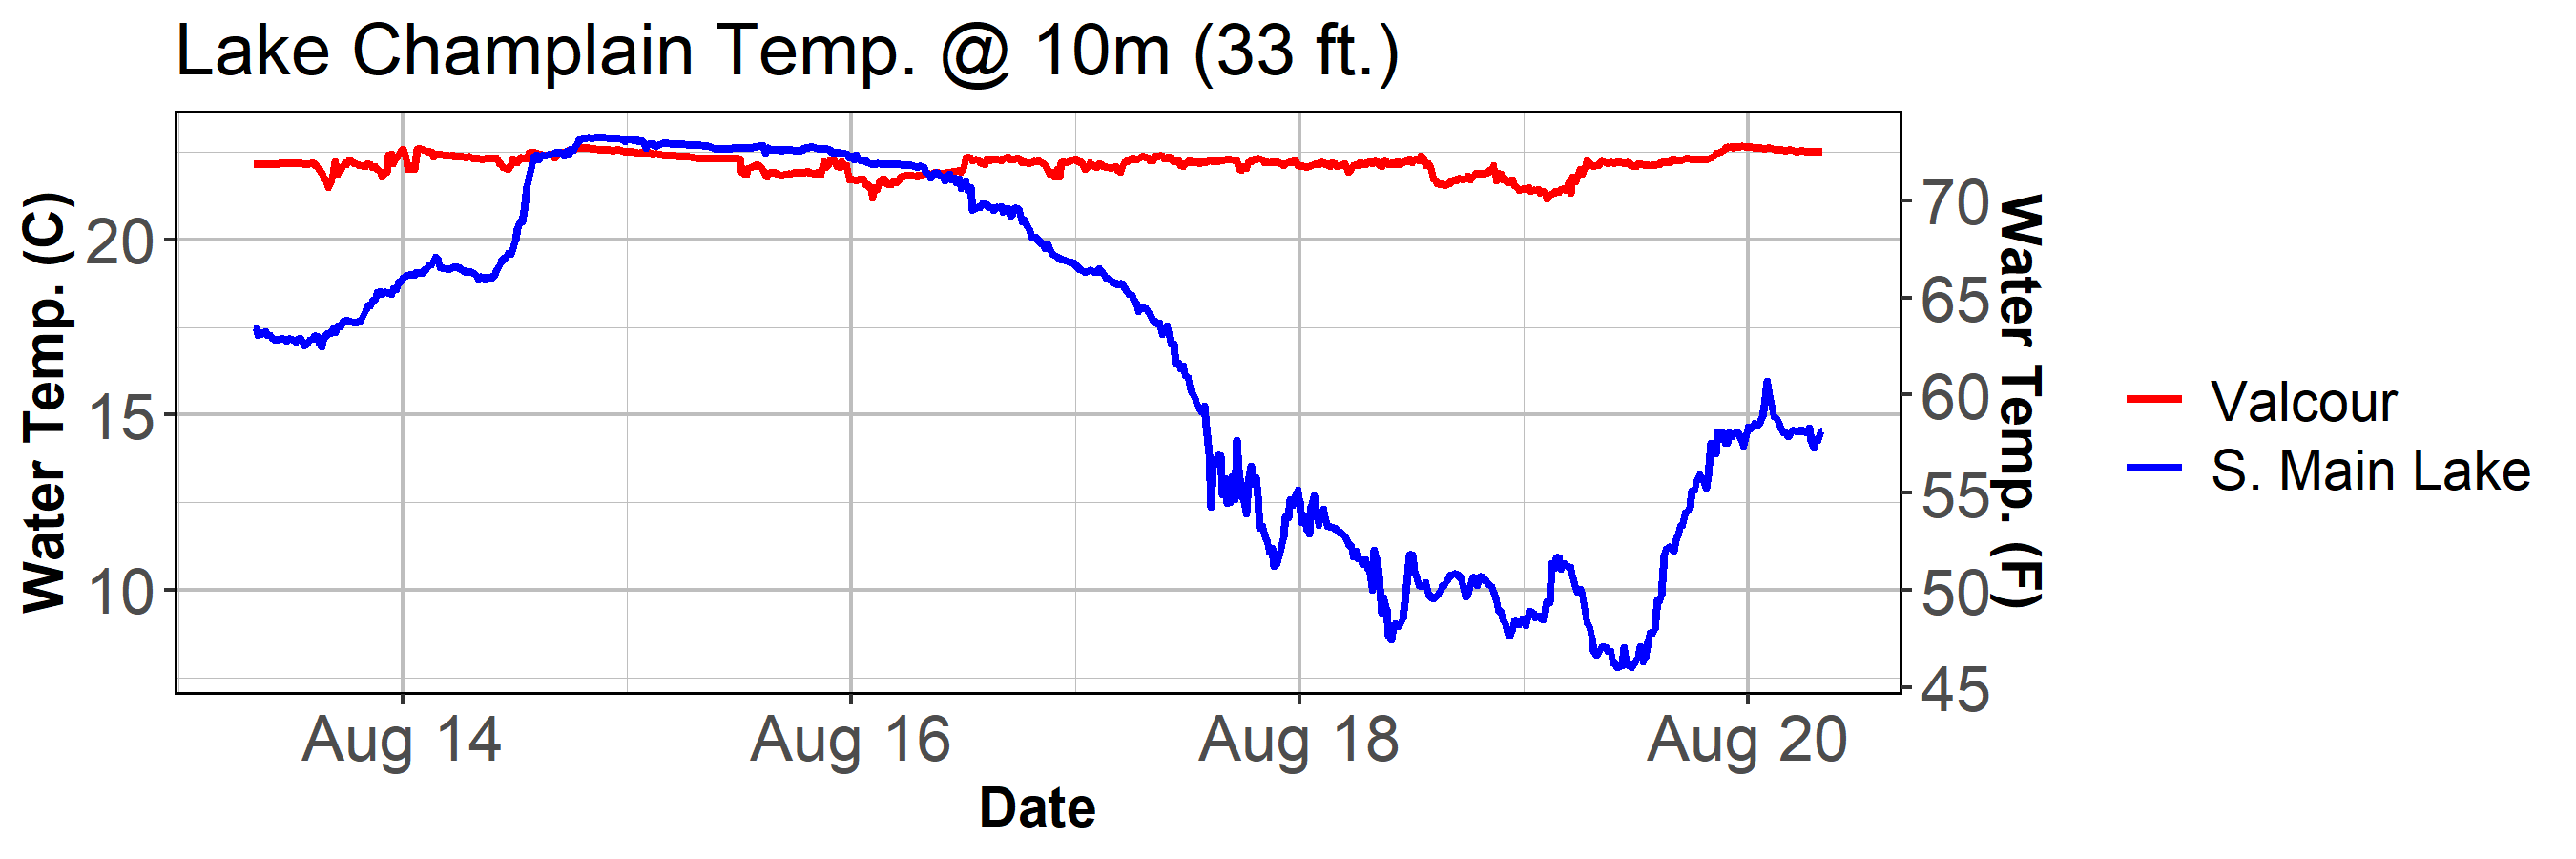 Lake Champlain Temp. @ 10m (33 ft.)
Water Temp. (C)
20
15
10
70
65
60
55
50
45
Water Temp. (F)
Aug 14
Aug 16
Aug 18
Aug 20
Date
Valcour
S. Main Lake